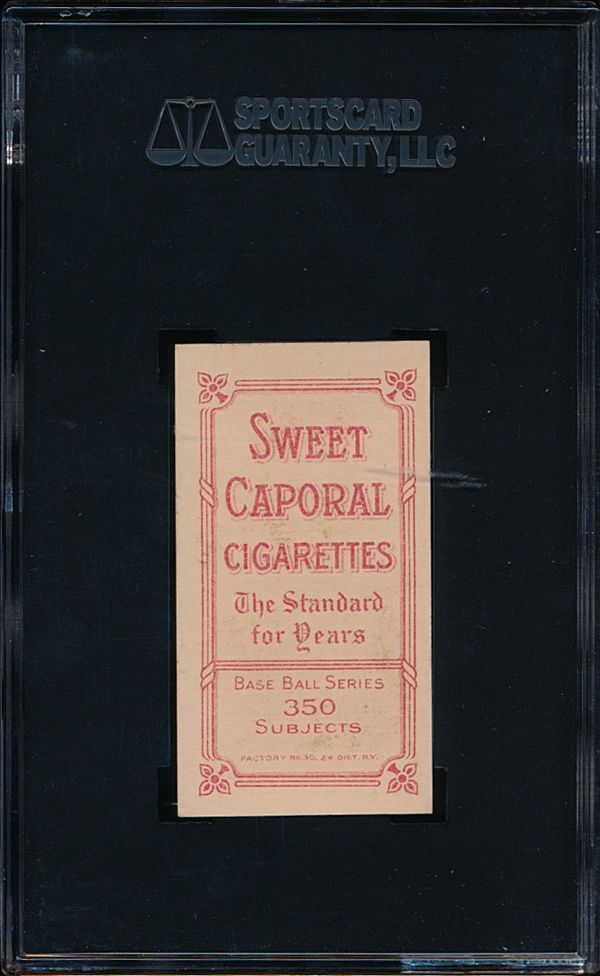 SPORTSCARD
GUARANTY, LLC
SWEET
CAPORAL
CIGARETTES
The Standard
for Years
BASE BALL SERIES
350
SUBJECTS
FACTORY No. 30, 2d DIST. N.Y.